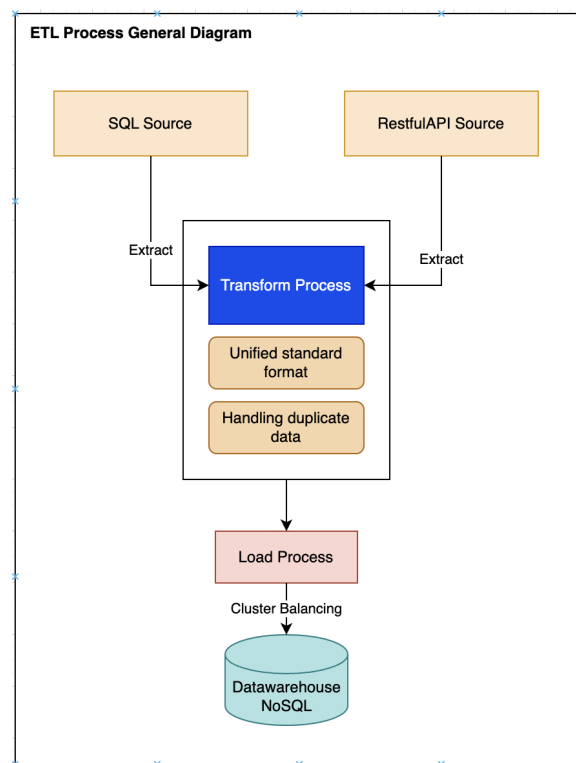 ETL Process General Diagram
SQL Source
RestfulAPI Source
Extract
Extract
Transform Process
Unified standard
format
Handling duplicate
data
Load Process
Cluster Balancing
Datawarehouse
NoSQL